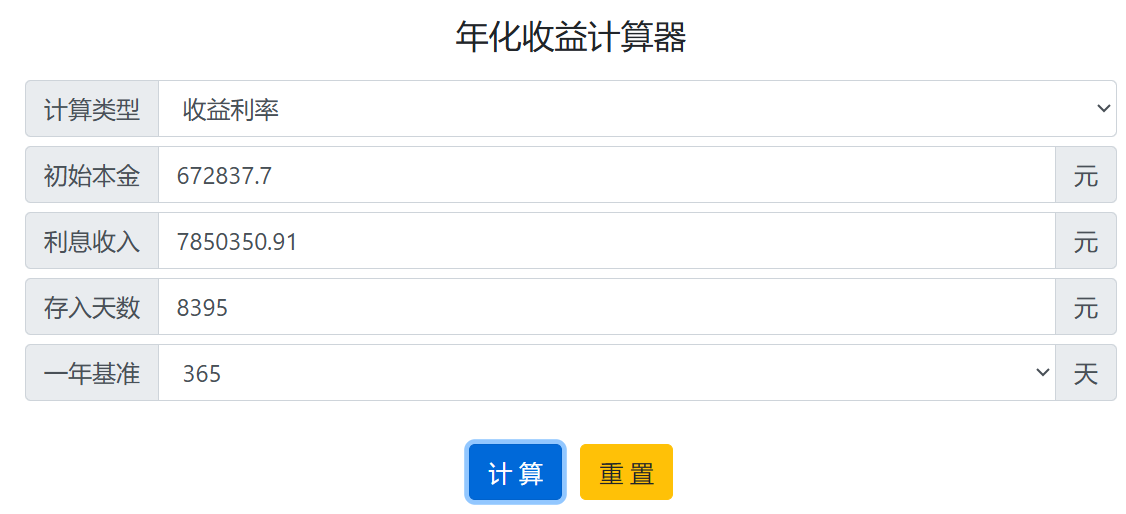 年化收益计算器
计算类型 收益利率
初始本金 672837.7 元
利息收入 7850350.91 元
存入天数 8395 元
一年基准 365 天
计 算 重 置